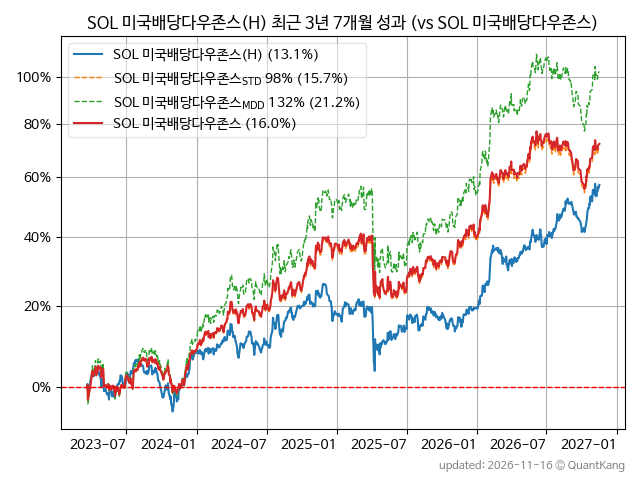 SOL 미국배당다우존스(H) 최근 3년 7개월 성과 (vs SOL 미국배당다우존스)
SOL 미국배당다우존스(H) (13.1%)
SOL 미국배당다우존스STD 98% (15.7%)
SOL 미국배당다우존스MDD 132% (21.2%)
SOL 미국배당다우존스 (16.0%)
100%
80%
60%
40%
20%
0%
2023-07 2024-01 2024-07 2025-01 2025-07 2026-01 2026-07 2027-01
updated: 2026-11-16 © QuantKang